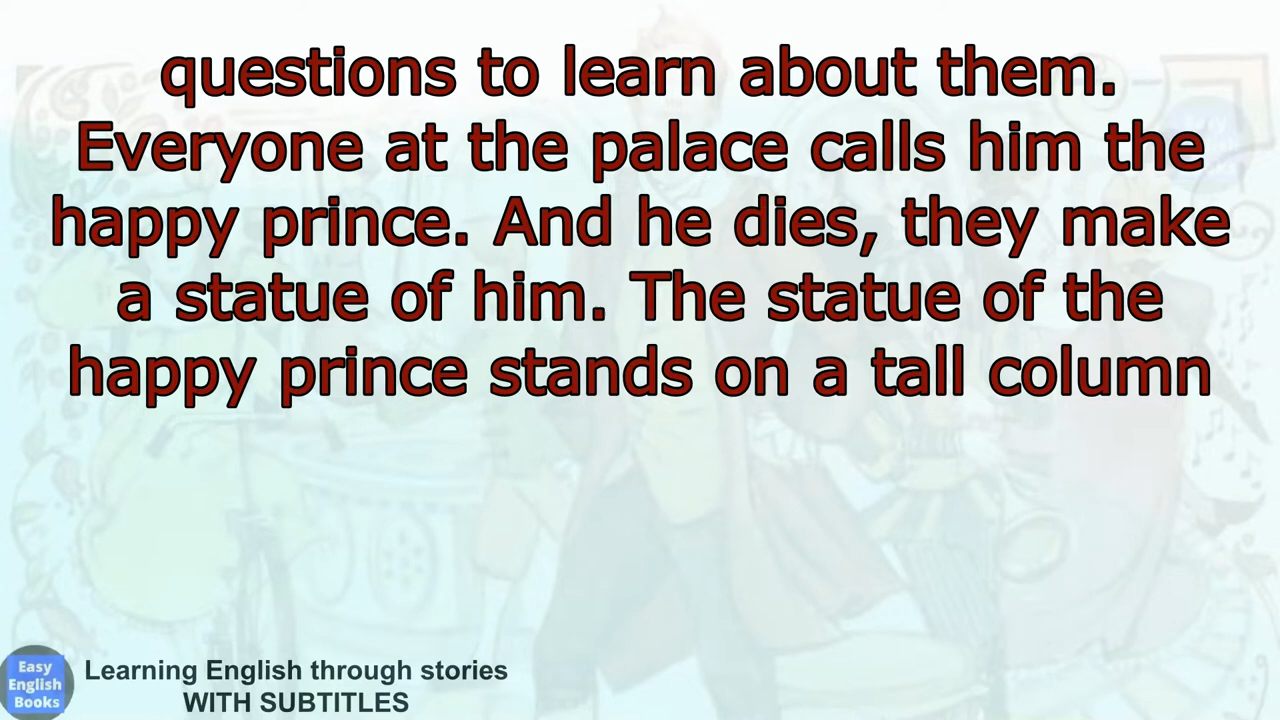 questions to learn about them.
Everyone at the palace calls him the
happy prince. And he dies, they make
a statue of him. The statue of the
happy prince stands on a tall column
Easy
English
Books
Learning English through stories
WITH SUBTITLES